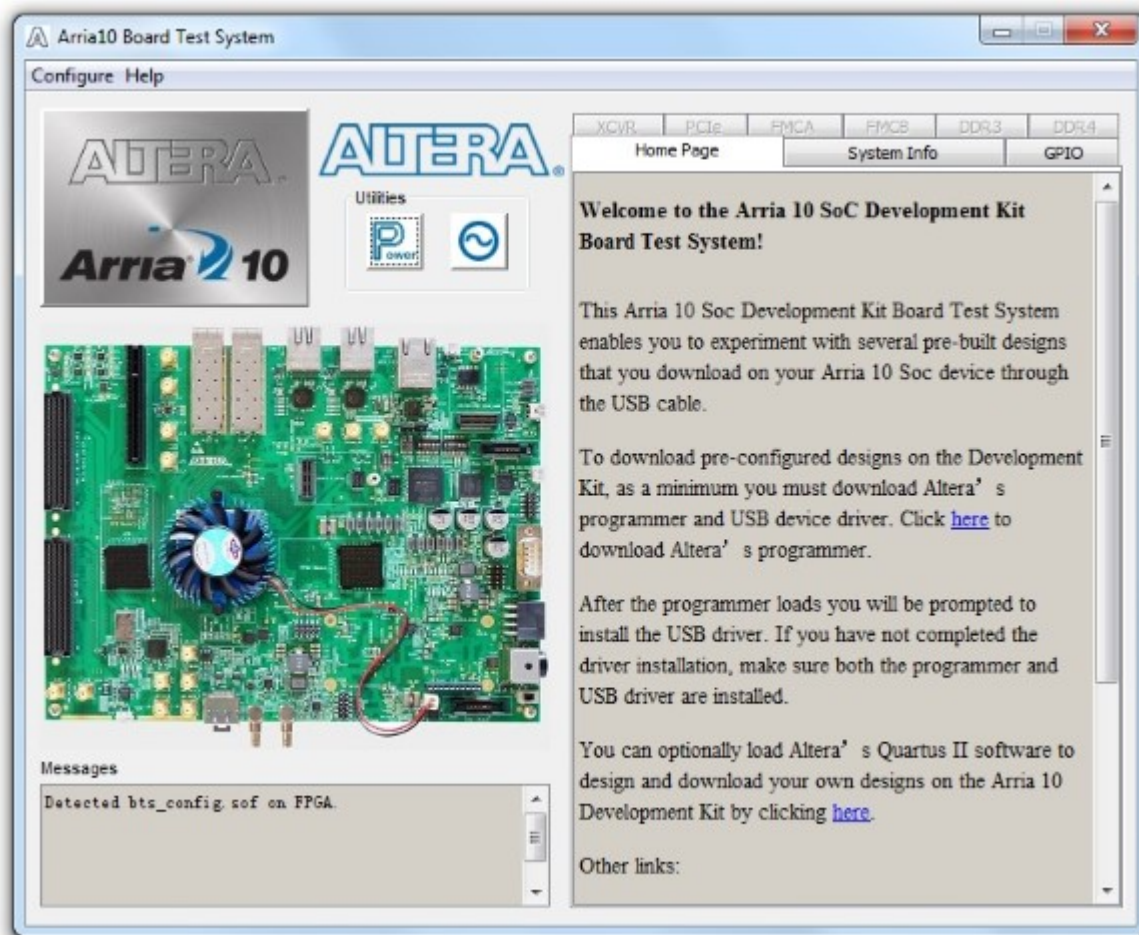 Arria10 Board Test System
Configure Help
ALTERA
Arria 10
ALTERA®
Utilities
Power
XCVR PCIe FMCA FMCB DDR3 DDR4
Home Page System Info GPIO
Welcome to the Arria 10 SoC Development Kit
Board Test System!
This Arria 10 Soc Development Kit Board Test System
enables you to experiment with several pre-built designs
that you download on your Arria 10 Soc device through
the USB cable.
To download pre-configured designs on the Development
Kit, as a minimum you must download Altera’ s
programmer and USB device driver. Click here to
download Altera’ s programmer.
After the programmer loads you will be prompted to
install the USB driver. If you have not completed the
driver installation, make sure both the programmer and
USB driver are installed.
You can optionally load Altera’ s Quartus II software to
design and download your own designs on the Arria 10
Development Kit by clicking here.
Other links:
ALTERA
Messages
Detected bts_config.sof on FPGA.